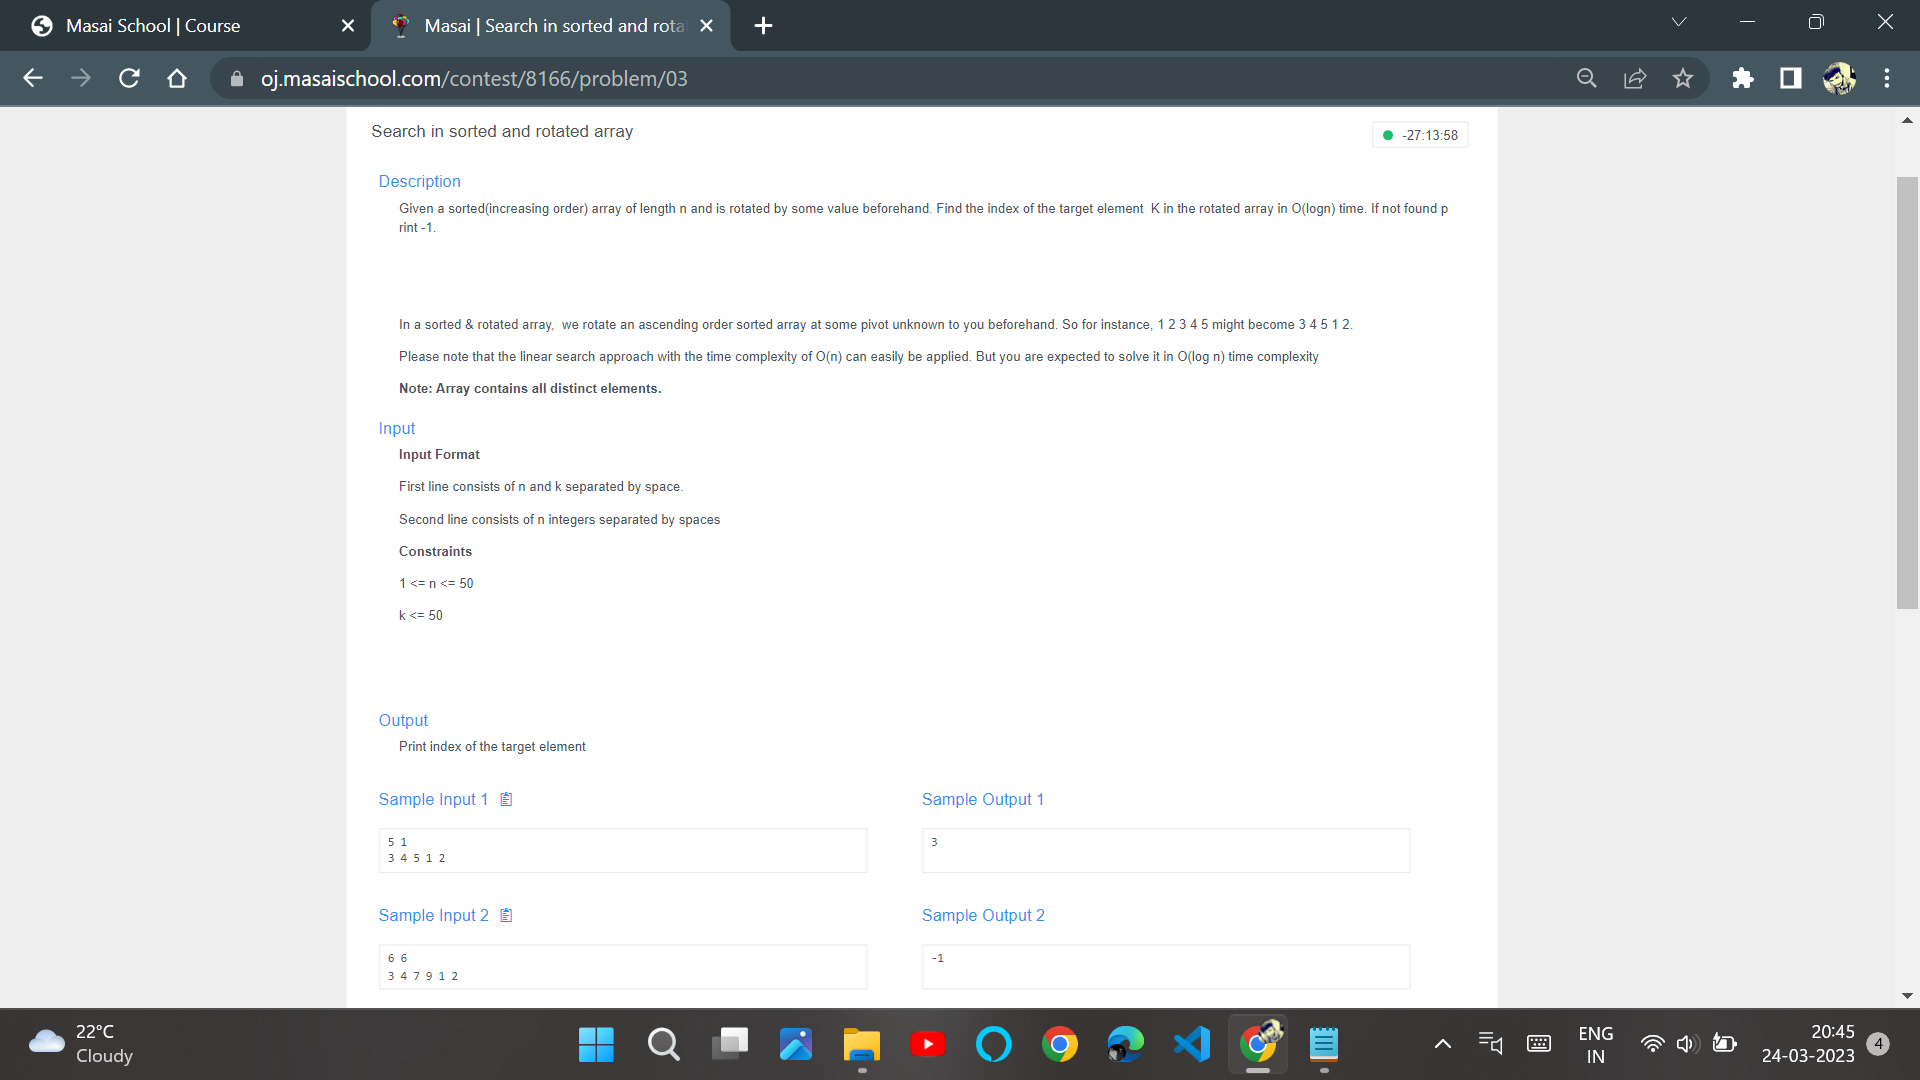 Masai School | Course
Masai | Search in sorted and rota
oj.masaischool.com/contest/8166/problem/03
Search in sorted and rotated array
-27:13:58
Description
Given a sorted(increasing order) array of length n and is rotated by some value beforehand. Find the index of the target element  K in the rotated array in O(logn) time. If not found p
rint -1.
In a sorted & rotated array,  we rotate an ascending order sorted array at some pivot unknown to you beforehand. So for instance, 1 2 3 4 5 might become 3 4 5 1 2.
Please note that the linear search approach with the time complexity of O(n) can easily be applied. But you are expected to solve it in O(log n) time complexity
Note: Array contains all distinct elements.
Input
Input Format
First line consists of n and k separated by space.
Second line consists of n integers separated by spaces
Constraints
1 <= n <= 50
k <= 50
Output
Print index of the target element
Sample Input 1
5 1
3 4 5 1 2
Sample Output 1
3
Sample Input 2
6 6
3 4 7 9 1 2
Sample Output 2
-1
22°C
Cloudy
ENG
IN
20:45
24-03-2023
4